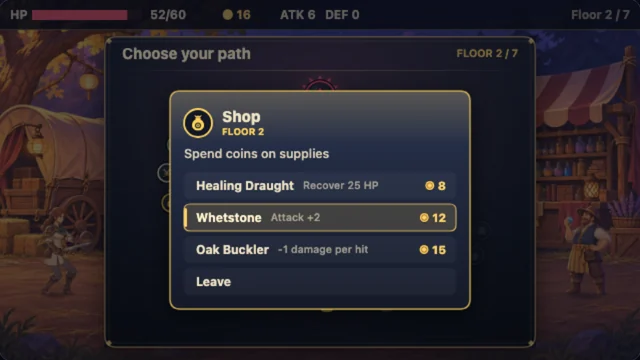 HP 52/60 16 ATK 6 DEF 0 Floor 2 / 7
Choose your path FLOOR 2 / 7
Shop
FLOOR 2
Spend coins on supplies
Healing Draught Recover 25 HP 8
Whetstone Attack +2 12
Oak Buckler -1 damage per hit 15
Leave